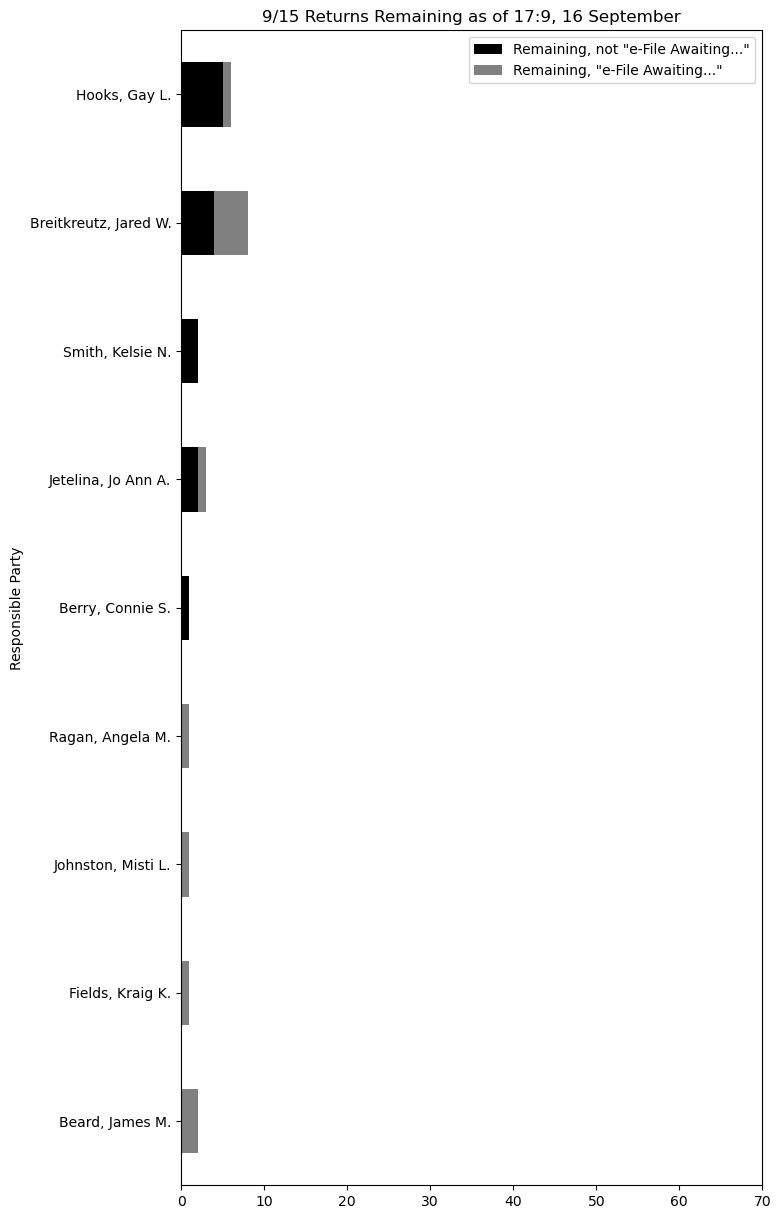 9/15 Returns Remaining as of 17:9, 16 September
Remaining, not "e-File Awaiting..."
Remaining, "e-File Awaiting..."
Responsible Party
Hooks, Gay L.
Breitkreutz, Jared W.
Smith, Kelsie N.
Jetelina, Jo Ann A.
Berry, Connie S.
Ragan, Angela M.
Johnston, Misti L.
Fields, Kraig K.
Beard, James M.
0 10 20 30 40 50 60 70